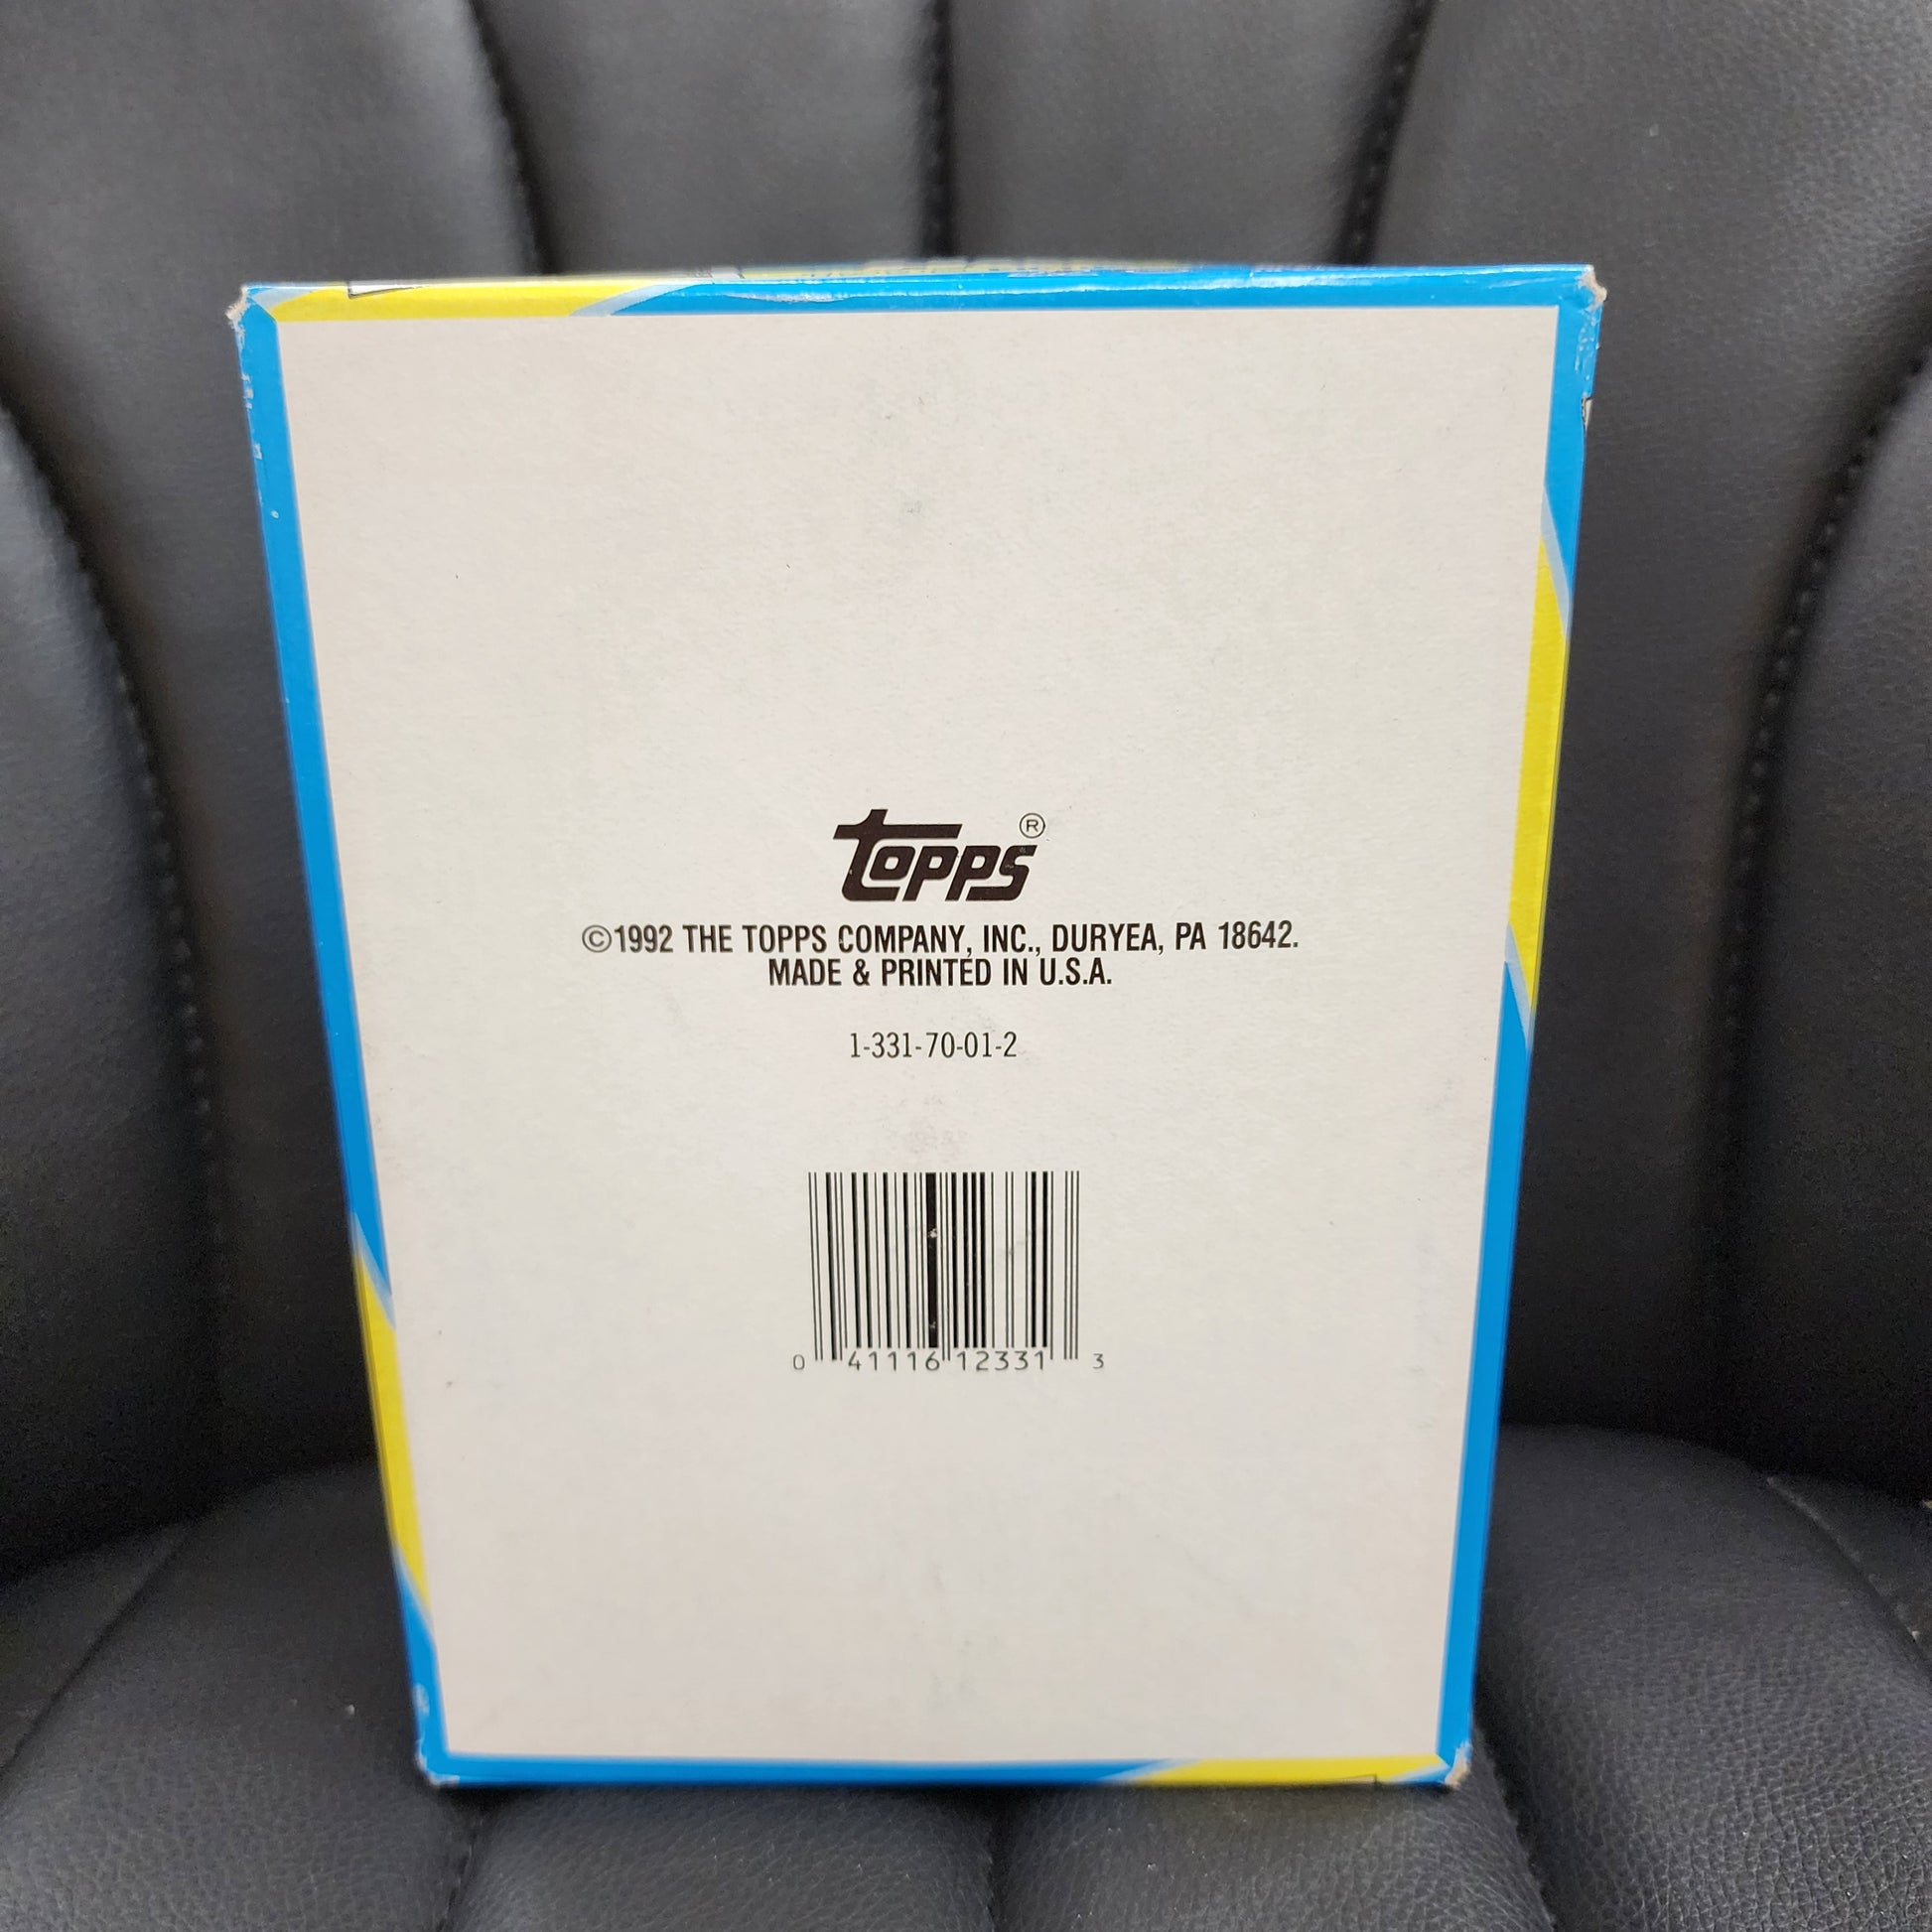 topps®
©1992 THE TOPPS COMPANY, INC., DURYEA, PA 18642.
MADE & PRINTED IN U.S.A.
1-331-70-01-2
0 41116 12331 3